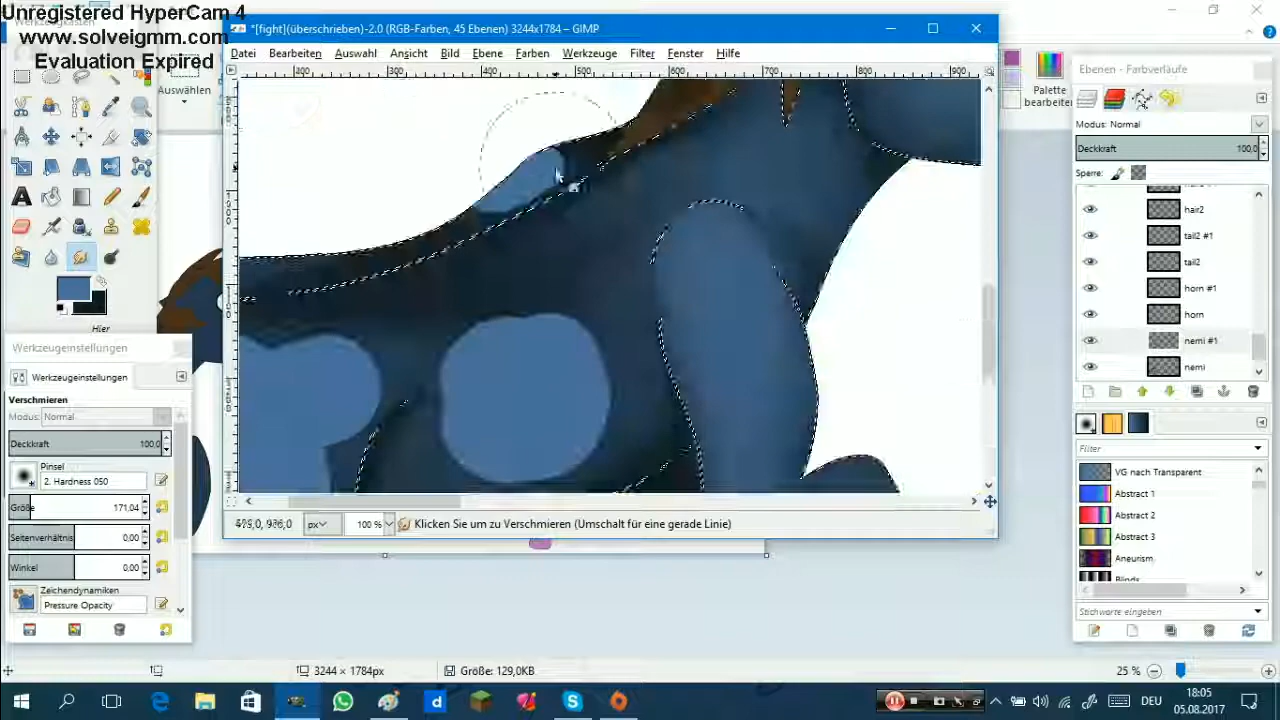 Unregistered HyperCam 4
www.solveigmm.com
Evaluation Expired
*[fight](überschrieben)-2.0 (RGB-Farben, 45 Ebenen) 3244x1784 – GIMP
Datei Bearbeiten Auswahl Ansicht Bild Ebene Farben Werkzeuge Filter Fenster Hilfe
300 400 500 600 700 800 900
Auswählen
Palette
bearbeiten
Ebenen - Farbverläufe
Modus: Normal
Deckkraft 100,0
Sperre:
hair2
tail2 #1
tail2
horn #1
horn
nemi #1
nemi
Filter
VG nach Transparent
Abstract 1
Abstract 2
Abstract 3
Aneurism
Blinds
Stichworte eingeben
Hier
Werkzeugeinstellungen
Werkzeugeinstellungen
Verschmieren
Modus: Normal
Deckkraft 100,0
Pinsel
2. Hardness 050
Größe 171,04
Seitenverhältnis 0,00
Winkel 0,00
Zeichendynamiken
Pressure Opacity
px
100 %
Klicken Sie um zu Verschmieren (Umschalt für eine gerade Linie)
3244 × 1784px
Größe: 129,0KB
25 %
DEU
18:05
05.08.2017